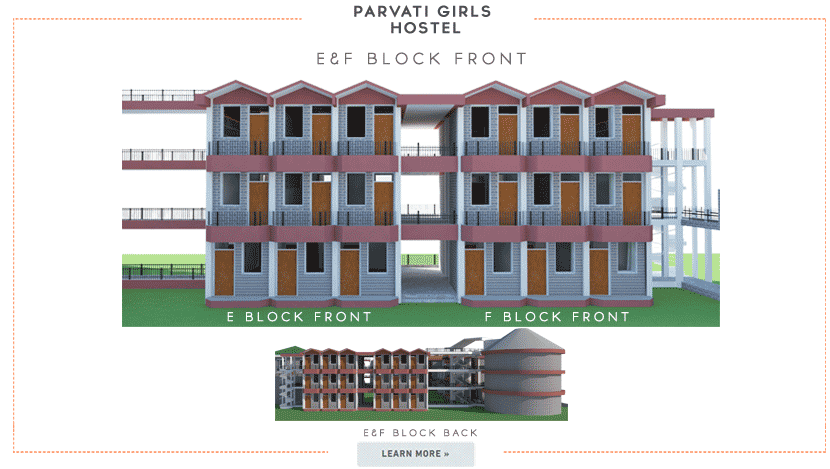 PARVATI GIRLS
HOSTEL
E&F BLOCK FRONT
E BLOCK FRONT
F BLOCK FRONT
E&F BLOCK BACK
LEARN MORE »